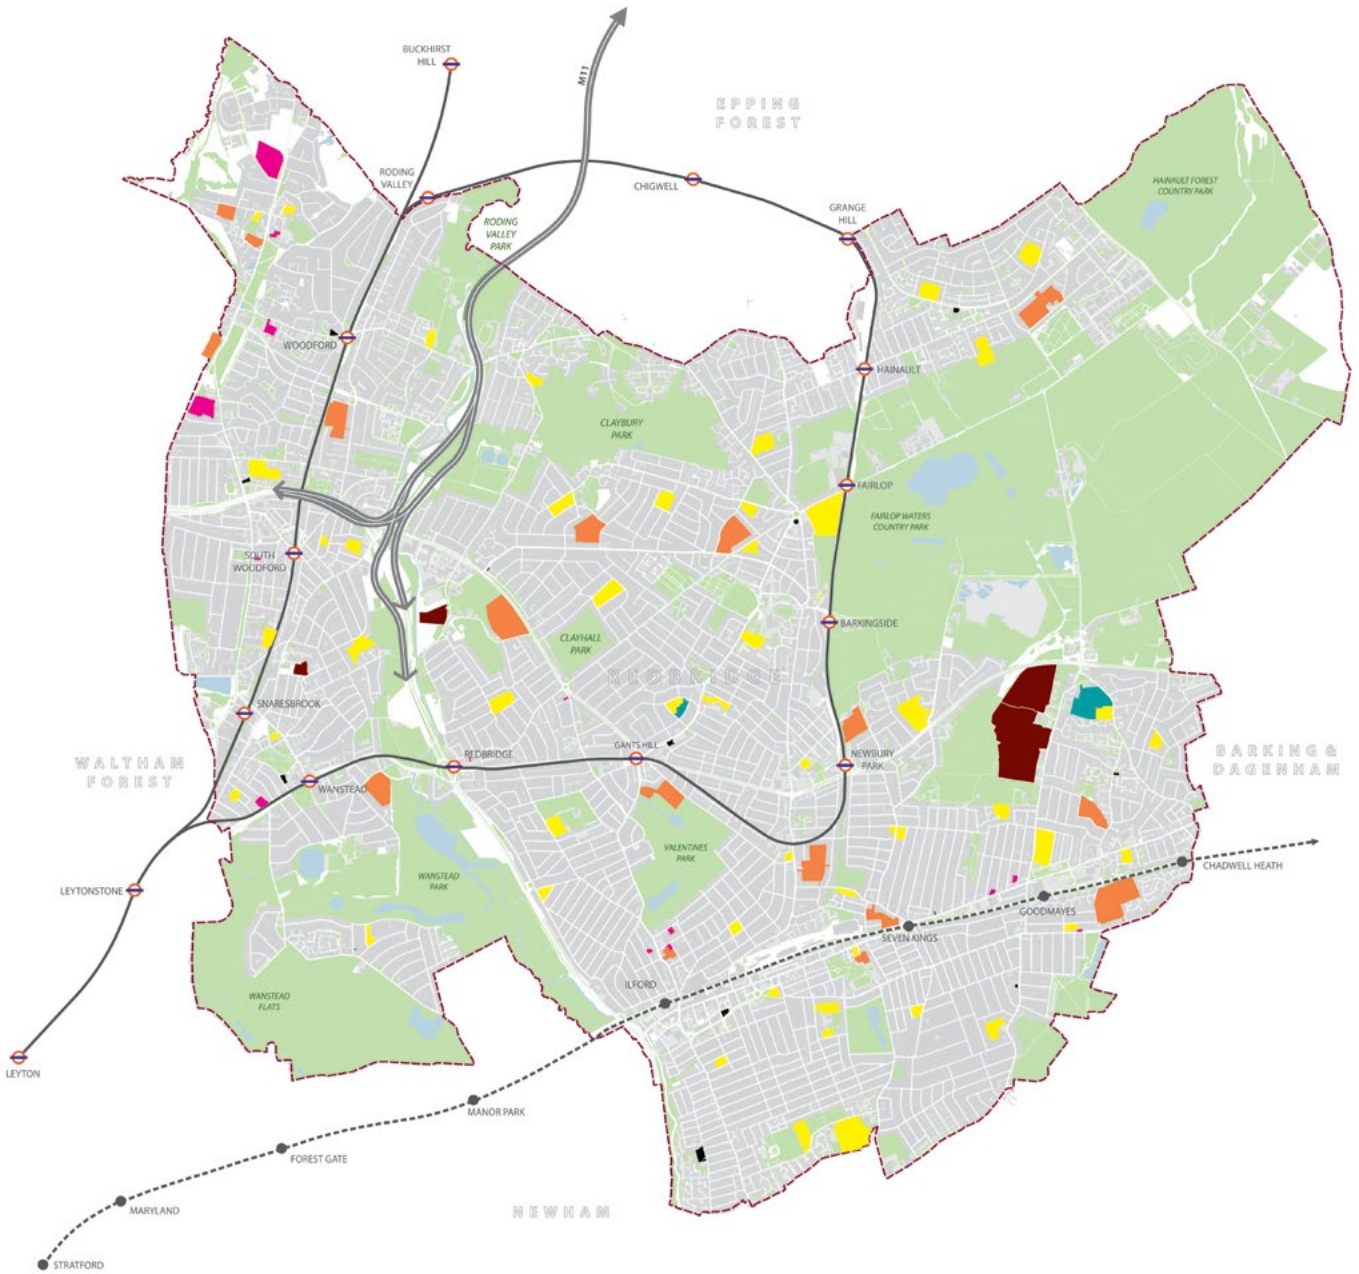 BUCKHIRST
HILL
M11
EPPING
FOREST
RODING
VALLEY
CHIGWELL
HAINAULT FOREST
COUNTRY PARK
GRANGE
HILL
RODING
VALLEY
PARK
WOODFORD
HAINAULT
CLAYBURY
PARK
FAIRLOP
FAIRLOP WATERS
COUNTRY PARK
SOUTH
WOODFORD
BARKINGSIDE
CLAYHALL
PARK
REDBRIDGE
SNARESBROOK
WALTHAM
FOREST
REDBRIDGE
GANTS HILL
NEWBURY
PARK
BARKING &
DAGENHAM
WANSTEAD
VALENTINES
PARK
WANSTEAD
PARK
CHADWELL HEATH
LEYTONSTONE
GOODMAYES
SEVEN KINGS
ILFORD
WANSTEAD
FLATS
LEYTON
MANOR PARK
FOREST GATE
MARYLAND
NEWHAM
STRATFORD